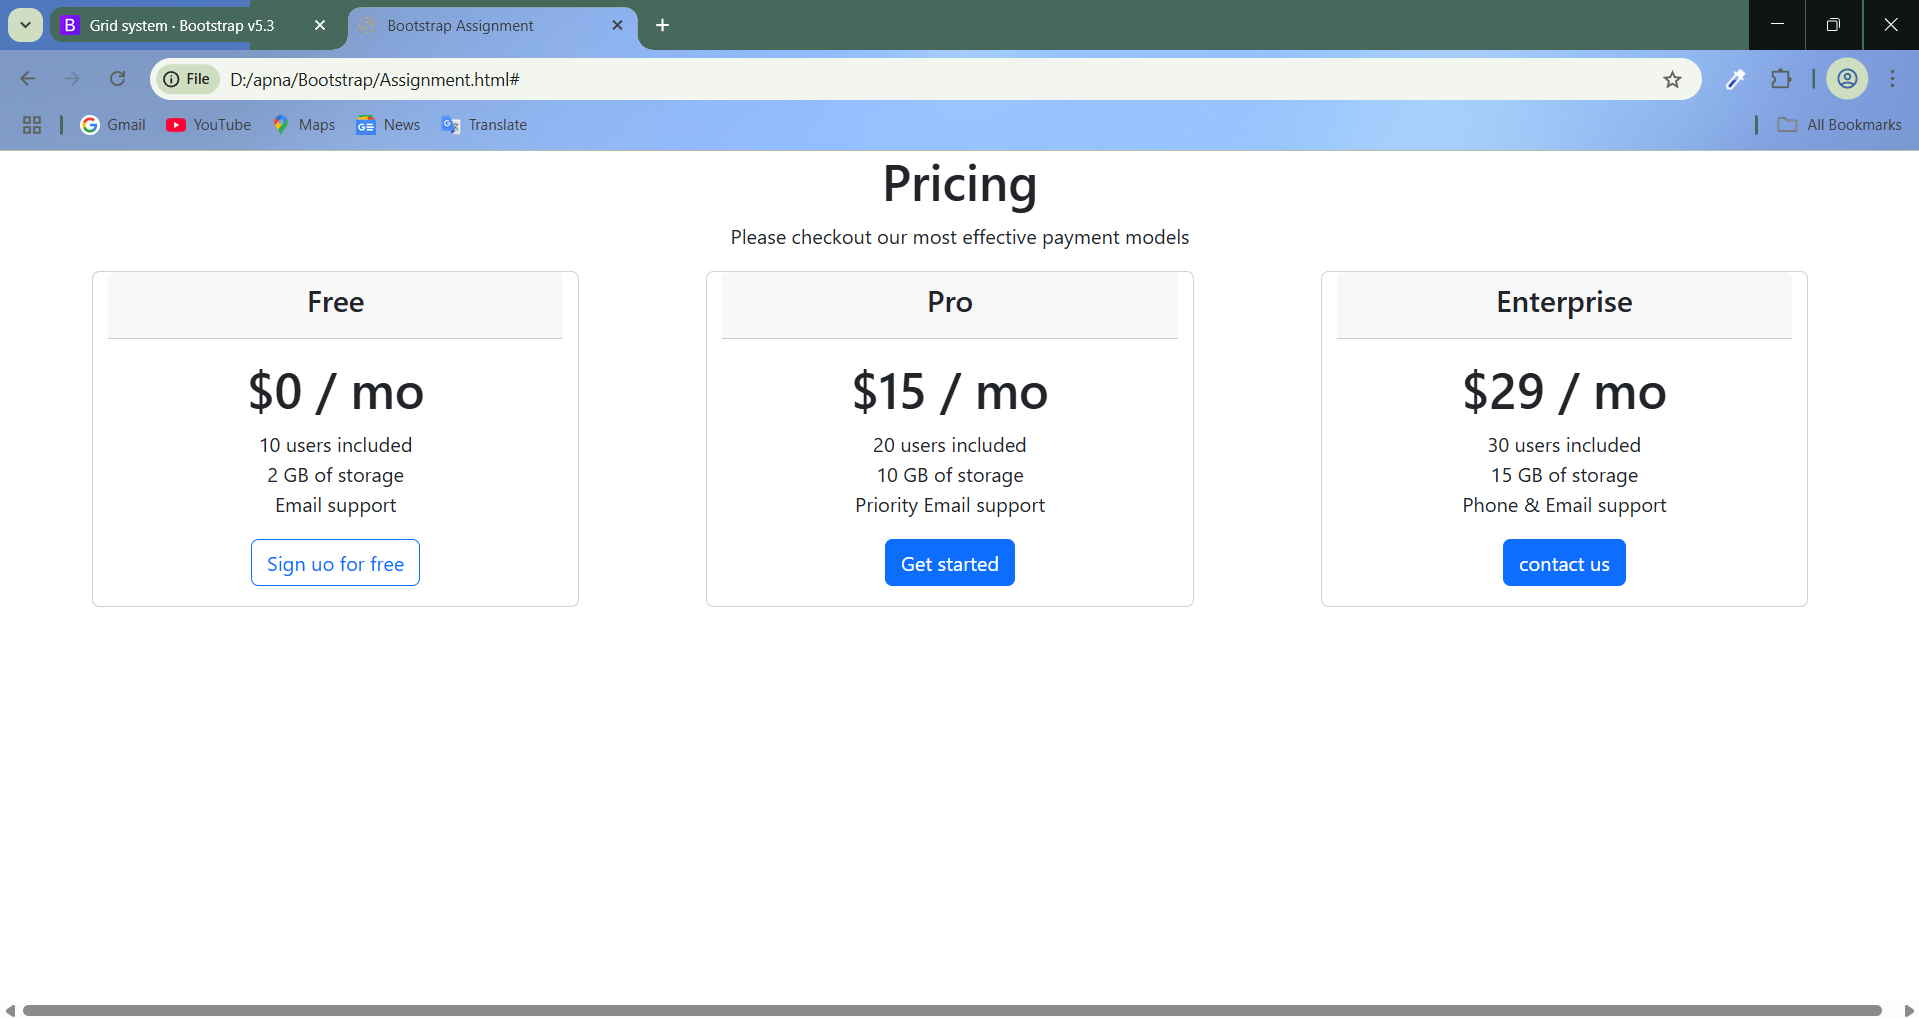 Grid system · Bootstrap v5.3
Bootstrap Assignment
File D:/apna/Bootstrap/Assignment.html#
Gmail YouTube Maps News Translate All Bookmarks
Pricing
Please checkout our most effective payment models
Free
$0 / mo
10 users included
2 GB of storage
Email support
Sign uo for free
Pro
$15 / mo
20 users included
10 GB of storage
Priority Email support
Get started
Enterprise
$29 / mo
30 users included
15 GB of storage
Phone & Email support
contact us